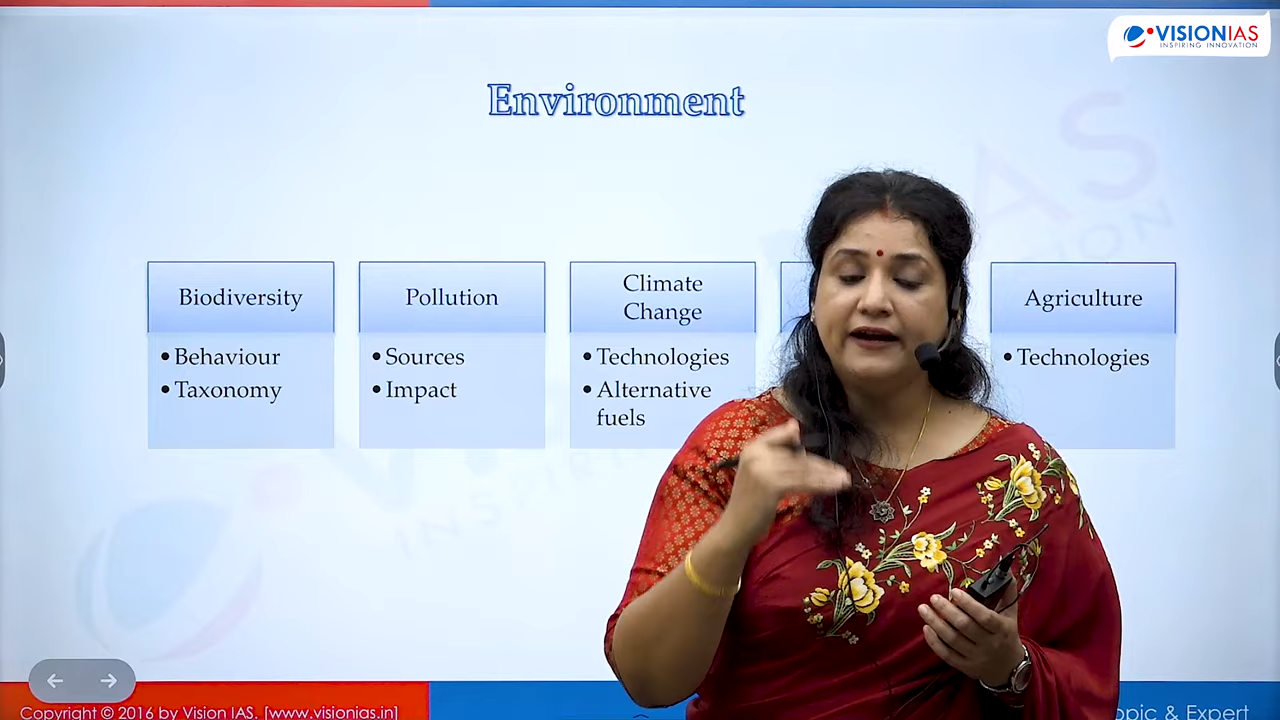 VISIONIAS
INSPIRING INNOVATION
Environment
Biodiversity
• Behaviour
• Taxonomy
Pollution
• Sources
• Impact
Climate
Change
• Technologies
• Alternative
fuels
Agriculture
• Technologies
Copyright © 2016 by Vision IAS. [www.visionias.in]
& Expert